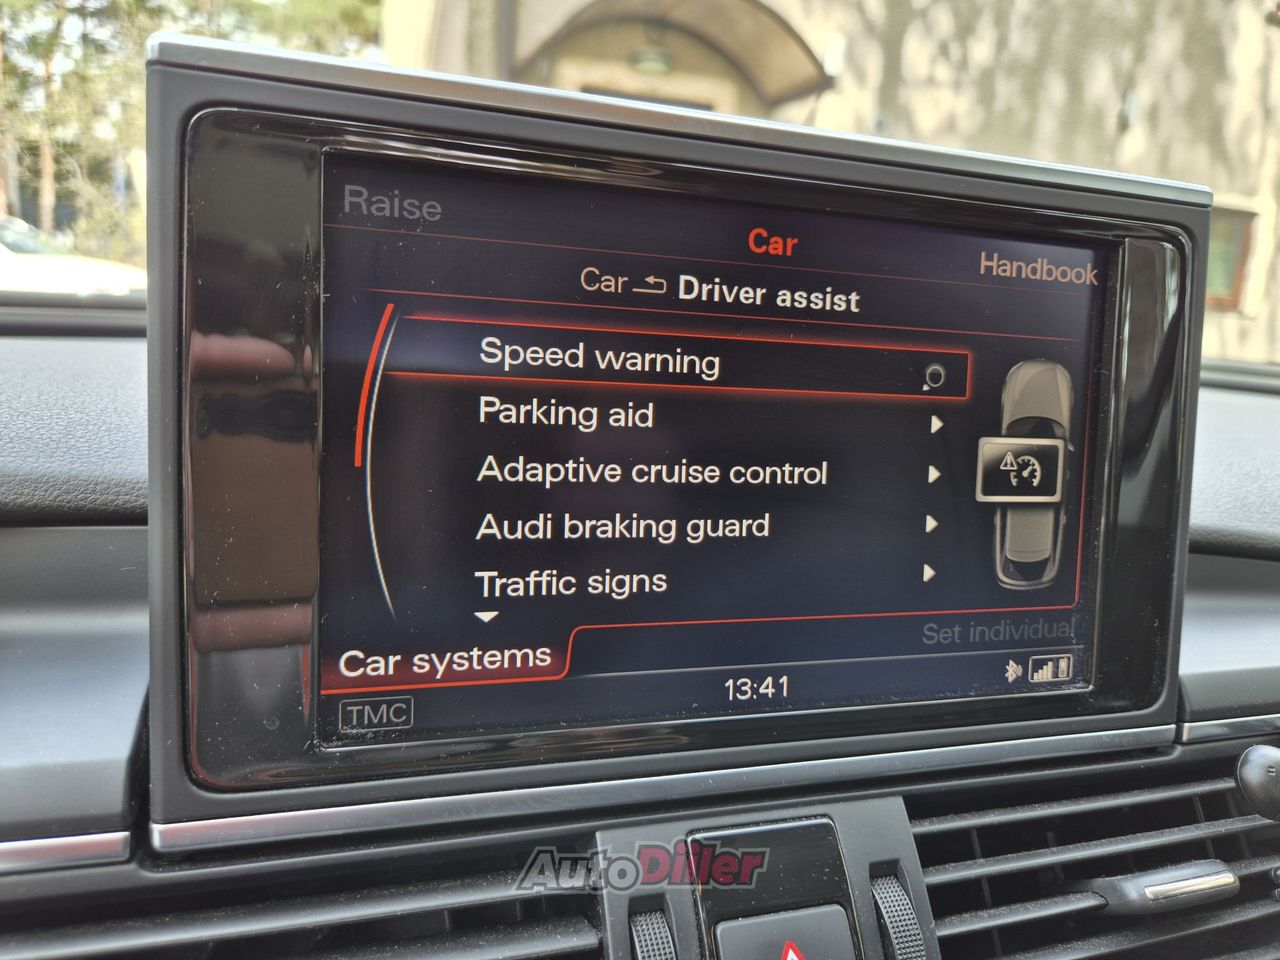 Raise
Car
Handbook
Car Driver assist
Speed warning
Parking aid
Adaptive cruise control
Audi braking guard
Traffic signs
Set individual
Car systems
13:41
TMC
AutoDiiler